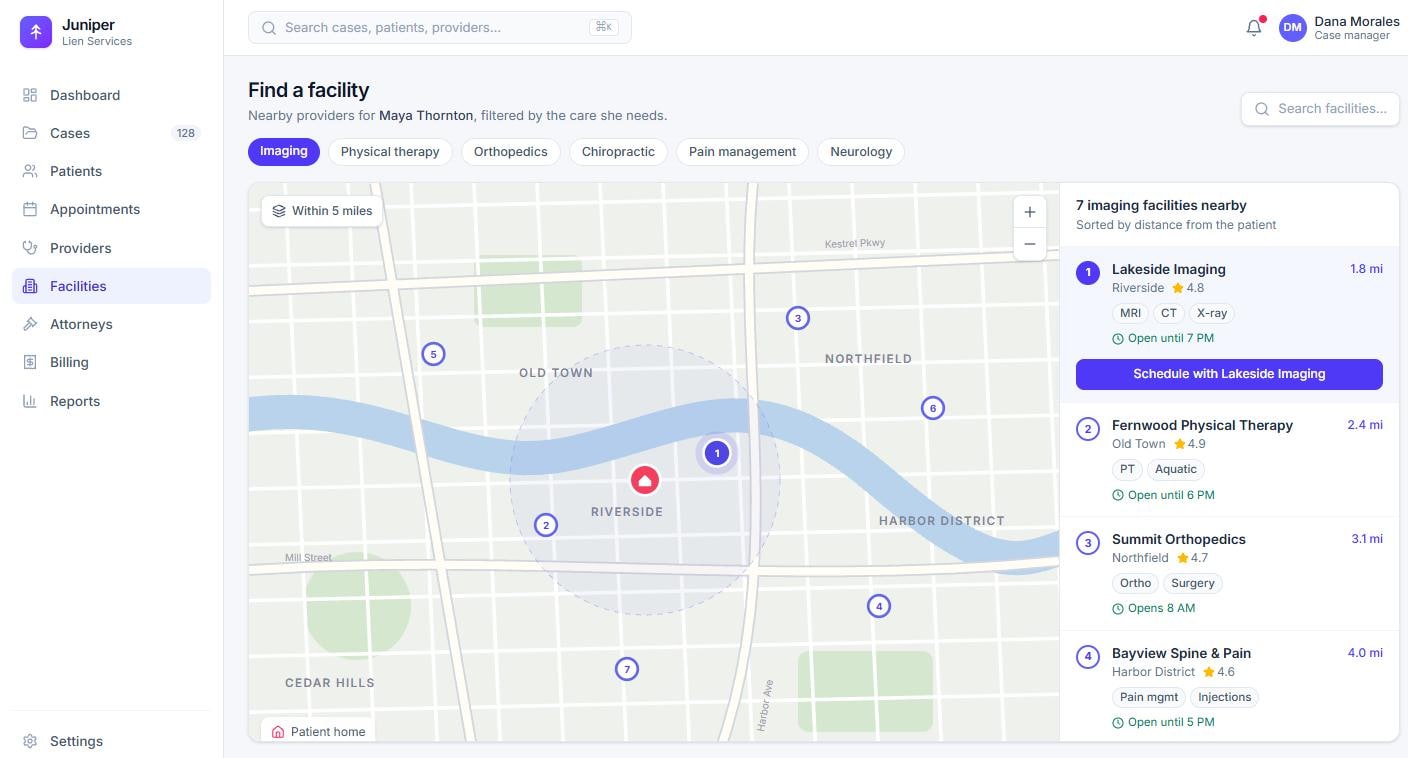 Juniper
Lien Services
Search cases, patients, providers...
⌘K
DM
Dana Morales
Case manager
Dashboard
Cases
128
Patients
Appointments
Providers
Facilities
Attorneys
Billing
Reports
Settings
Find a facility
Nearby providers for Maya Thornton, filtered by the care she needs.
Search facilities...
Imaging
Physical therapy
Orthopedics
Chiropractic
Pain management
Neurology
Within 5 miles
+
−
Kestrel Pkwy
3
5
NORTHFIELD
OLD TOWN
6
1
RIVERSIDE
2
HARBOR DISTRICT
Mill Street
4
7
CEDAR HILLS
Harbor Ave
Patient home
7 imaging facilities nearby
Sorted by distance from the patient
1
Lakeside Imaging
1.8 mi
Riverside 4.8
MRI CT X-ray
Open until 7 PM
Schedule with Lakeside Imaging
2
Fernwood Physical Therapy
2.4 mi
Old Town 4.9
PT Aquatic
Open until 6 PM
3
Summit Orthopedics
3.1 mi
Northfield 4.7
Ortho Surgery
Opens 8 AM
4
Bayview Spine & Pain
4.0 mi
Harbor District 4.6
Pain mgmt Injections
Open until 5 PM